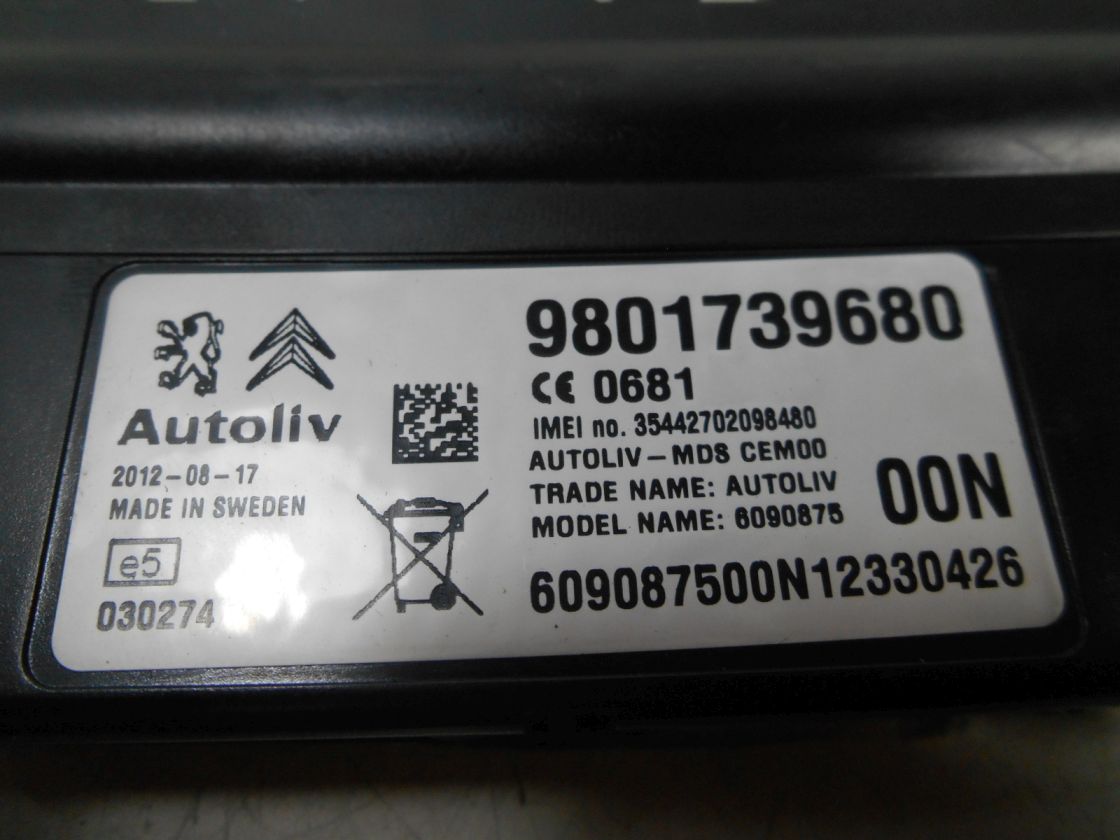 Autoliv
2012-08-17
MADE IN SWEDEN
e5
030274
9801739680
CE 0681
IMEI no. 35442702098480
AUTOLIV-MDS CEM00
TRADE NAME: AUTOLIV
MODEL NAME: 6090875
00N
609087500N12330426